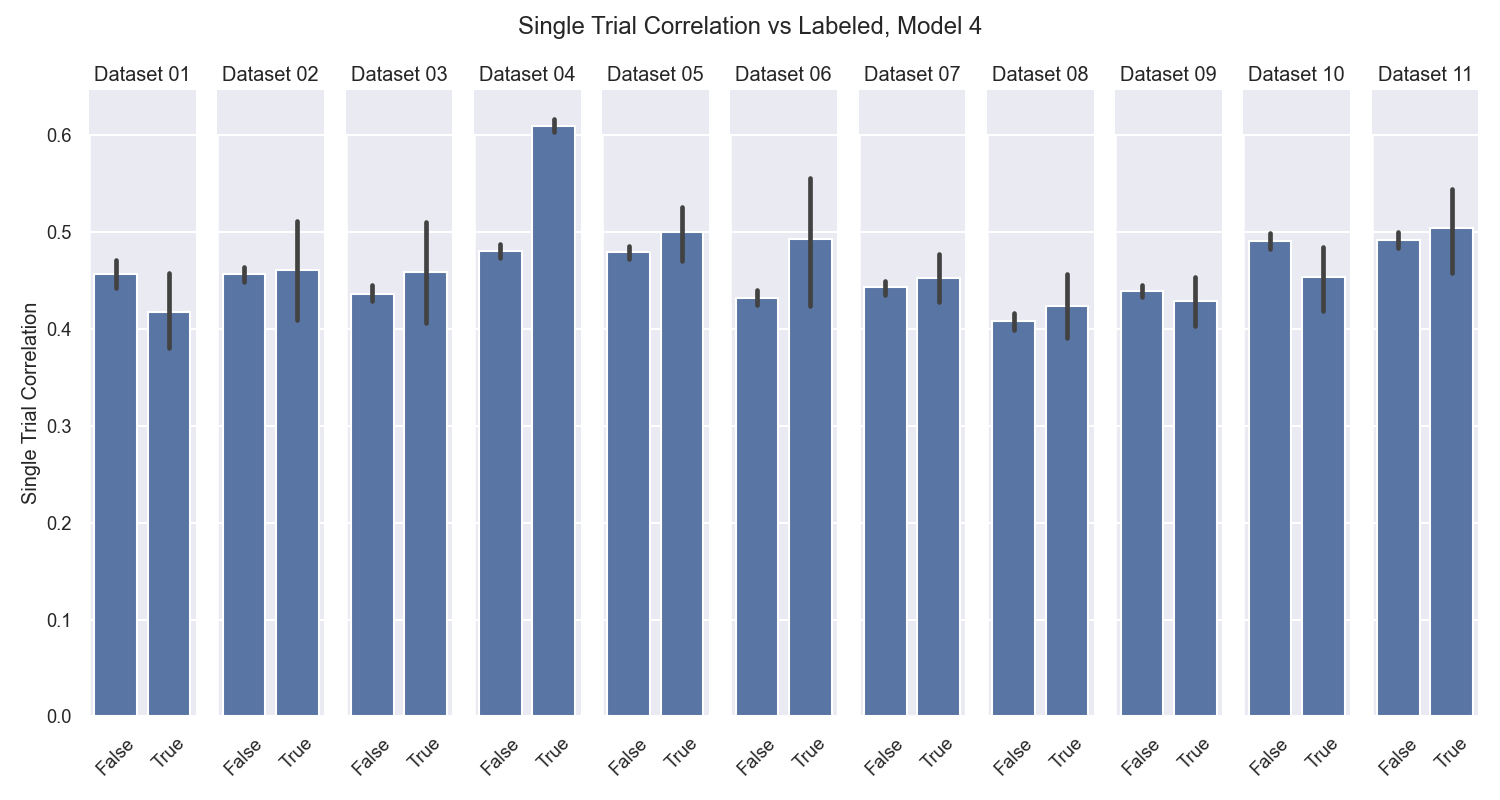 Single Trial Correlation vs Labeled, Model 4
Dataset 01
Dataset 02
Dataset 03
Dataset 04
Dataset 05
Dataset 06
Dataset 07
Dataset 08
Dataset 09
Dataset 10
Dataset 11
Single Trial Correlation
0.6
0.5
0.4
0.3
0.2
0.1
0.0
False
True
False
True
False
True
False
True
False
True
False
True
False
True
False
True
False
True
False
True
False
True